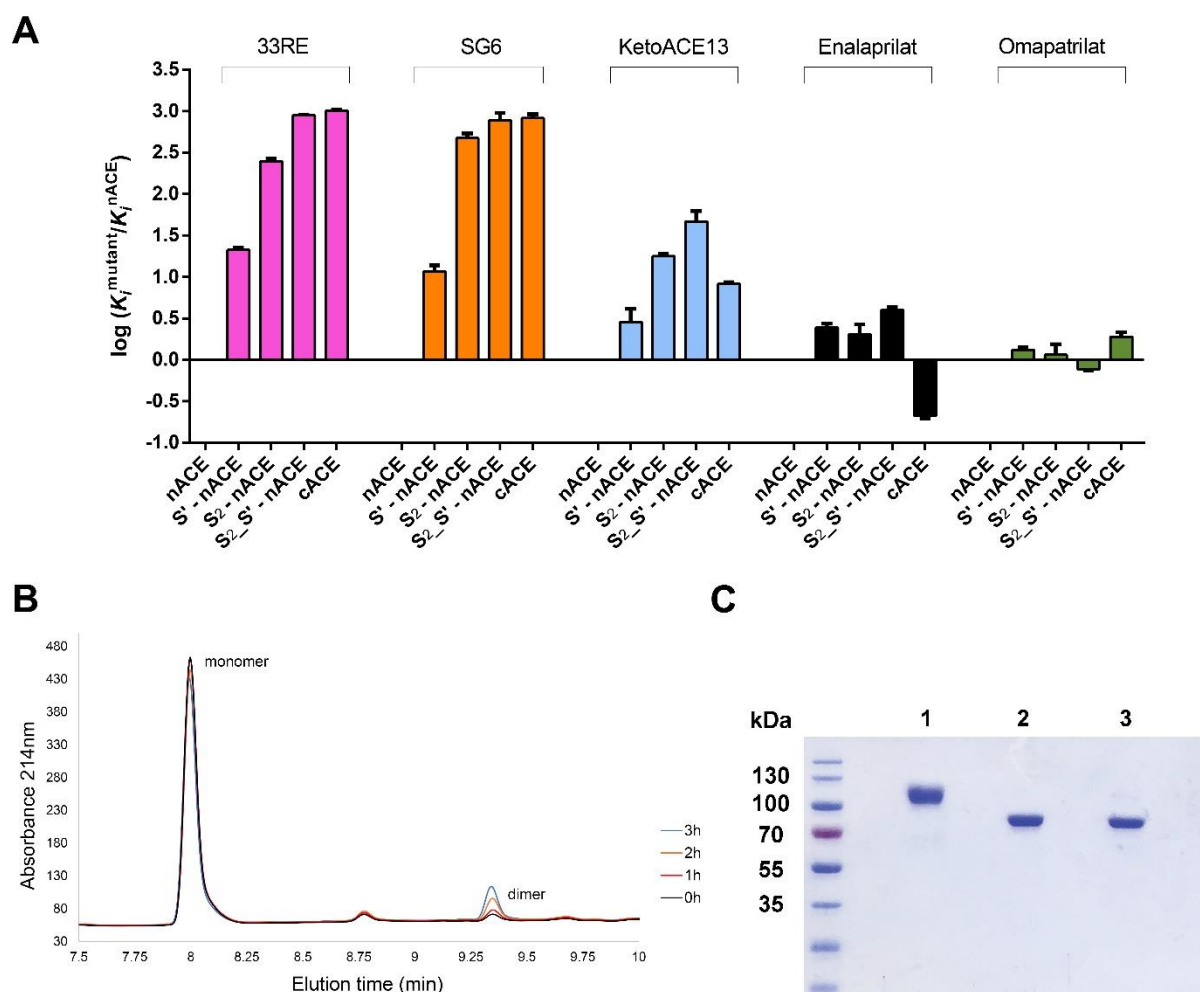 A
33RE SG6 KetoACE13 Enalaprilat Omapatrilat
log (Kᵢᵐᵘᵗᵃⁿᵗ/Kᵢⁿᴬᶜᴱ)
3.5
3.0
2.5
2.0
1.5
1.0
0.5
0.0
-0.5
-1.0
nACE S' - nACE S₂ - nACE S₂_S' - nACE cACE nACE S' - nACE S₂ - nACE S₂_S' - nACE cACE nACE S' - nACE S₂ - nACE S₂_S' - nACE cACE nACE S' - nACE S₂ - nACE S₂_S' - nACE cACE nACE S' - nACE S₂ - nACE S₂_S' - nACE cACE
B
Absorbance 214nm
480
430
380
330
280
230
180
130
80
30
monomer
dimer
3h
2h
1h
0h
7.5 7.75 8 8.25 8.5 8.75 9 9.25 9.5 9.75 10
Elution time (min)
C
kDa 1 2 3
130
100
70
55
35